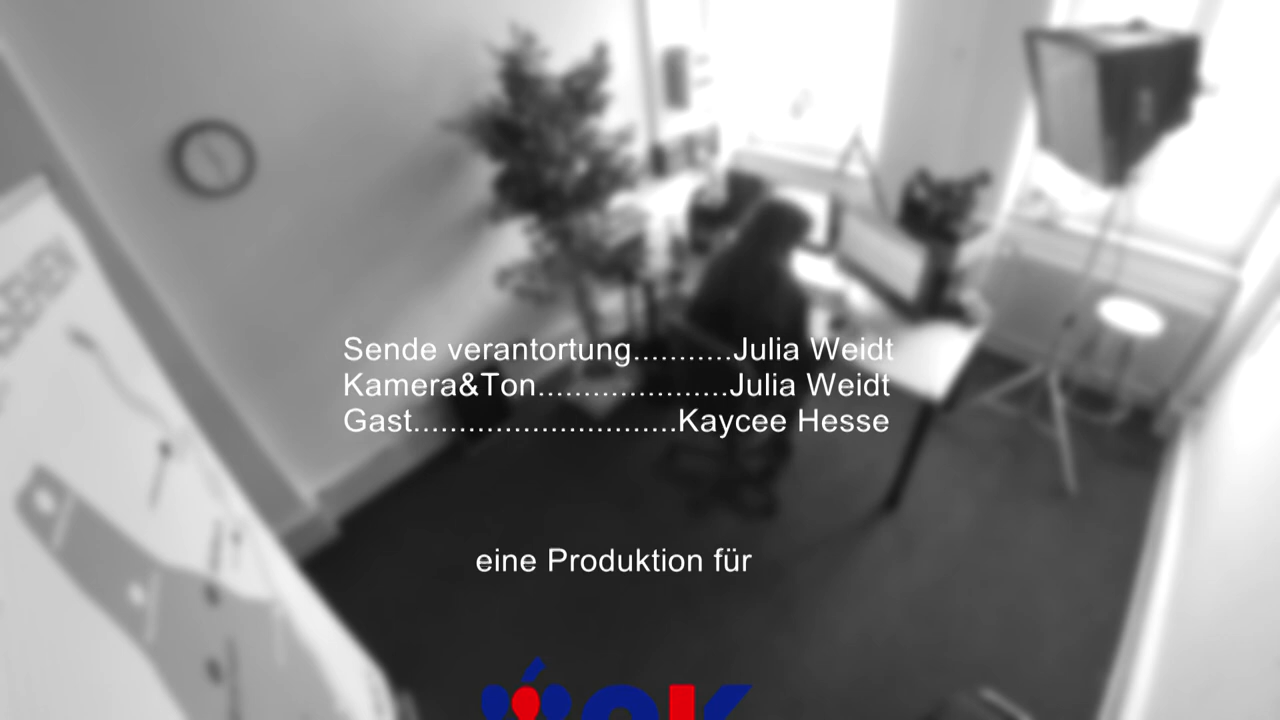 Sende verantortung...........Julia Weidt
Kamera&Ton.....................Julia Weidt
Gast.............................Kaycee Hesse
eine Produktion für